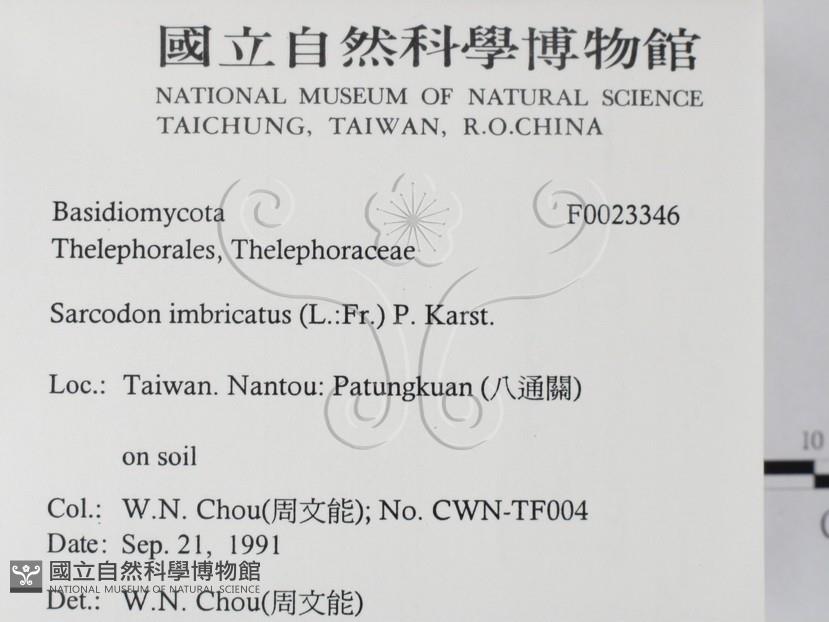 國立自然科學博物館
NATIONAL MUSEUM OF NATURAL SCIENCE
TAICHUNG, TAIWAN, R.O.CHINA
Basidiomycota F0023346
Thelephorales, Thelephoraceae
Sarcodon imbricatus (L.:Fr.) P. Karst.
Loc.: Taiwan. Nantou: Patungkuan (八通關)
on soil
10
Col.: W.N. Chou(周文能); No. CWN-TF004
Date: Sep. 21, 1991
國立自然科學博物館
NATIONAL MUSEUM OF NATURAL SCIENCE
Det.: W.N. Chou(周文能)